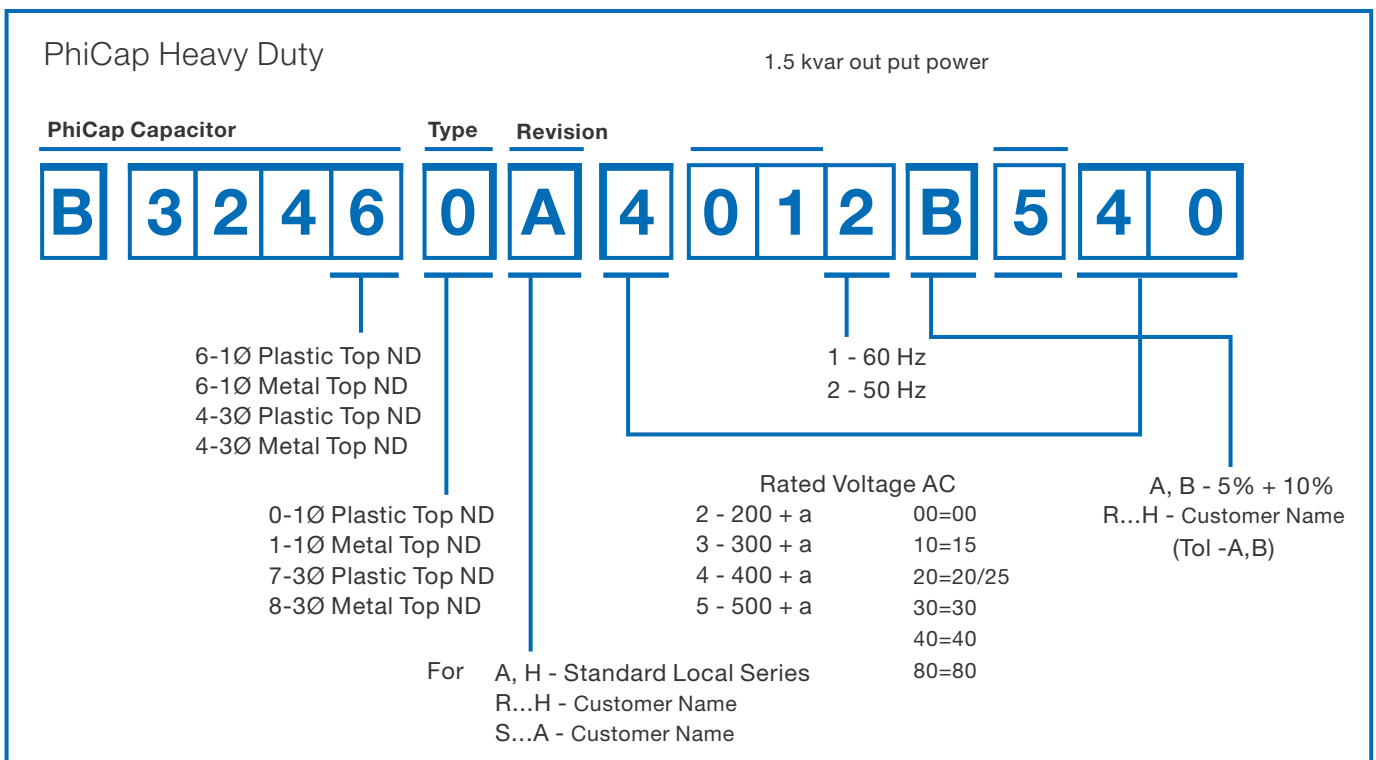 PhiCap Heavy Duty
1.5 kvar out put power
PhiCap Capacitor Type Revision
B 3 2 4 6 0 A 4 0 1 2 B 5 4 0
6-1Ø Plastic Top ND
6-1Ø Metal Top ND
4-3Ø Plastic Top ND
4-3Ø Metal Top ND
1 - 60 Hz
2 - 50 Hz
0-1Ø Plastic Top ND
1-1Ø Metal Top ND
7-3Ø Plastic Top ND
8-3Ø Metal Top ND
Rated Voltage AC
2 - 200 + a 00=00
3 - 300 + a 10=15
4 - 400 + a 20=20/25
5 - 500 + a 30=30
40=40
80=80
A, B - 5% + 10%
R...H - Customer Name
(Tol -A,B)
For A, H - Standard Local Series
R...H - Customer Name
S...A - Customer Name